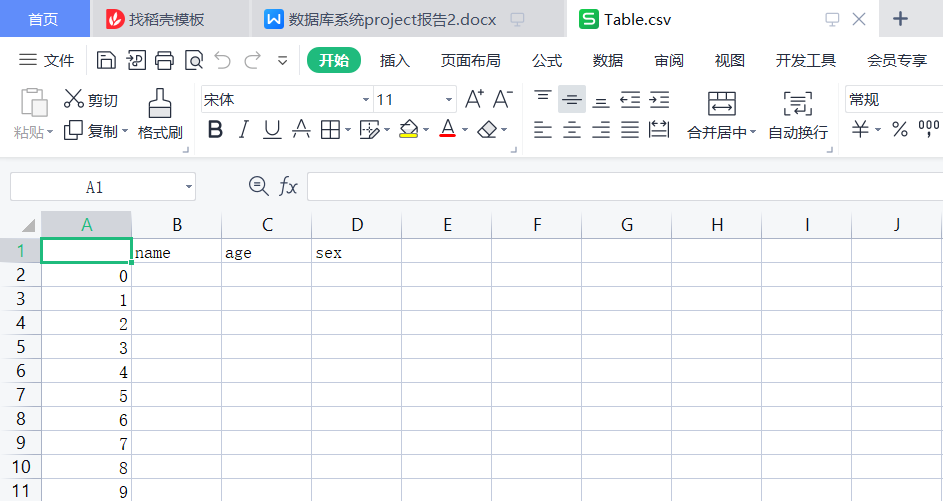 首页 找稻壳模板 数据库系统project报告2.docx Table.csv
文件 开始 插入 页面布局 公式 数据 审阅 视图 开发工具 会员专享
粘贴 剪切 复制 格式刷 宋体 11 合并居中 自动换行 常规
B I U A A ¥ % 000
A1 fx
A B C D E F G H I J
1 name age sex
2 0
3 1
4 2
5 3
6 4
7 5
8 6
9 7
10 8
11 9